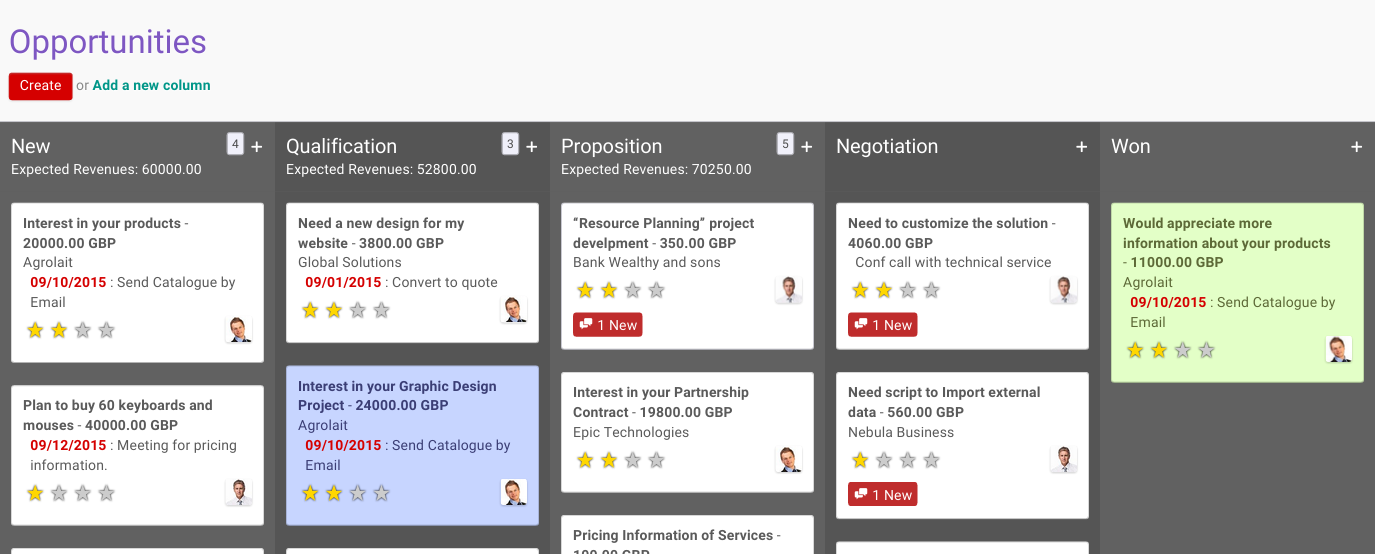 Opportunities
Create or Add a new column
New 4 +
Expected Revenues: 60000.00
Interest in your products -
20000.00 GBP
Agrolait
09/10/2015 : Send Catalogue by
Email
Plan to buy 60 keyboards and
mouses - 40000.00 GBP
09/12/2015 : Meeting for pricing
information.
Qualification 3 +
Expected Revenues: 52800.00
Need a new design for my
website - 3800.00 GBP
Global Solutions
09/01/2015 : Convert to quote
Interest in your Graphic Design
Project - 24000.00 GBP
Agrolait
09/10/2015 : Send Catalogue by
Email
Proposition 5 +
Expected Revenues: 70250.00
“Resource Planning” project
develpment - 350.00 GBP
Bank Wealthy and sons
1 New
Interest in your Partnership
Contract - 19800.00 GBP
Epic Technologies
Pricing Information of Services -
100.00 GBP
Negotiation +
Need to customize the solution -
4060.00 GBP
Conf call with technical service
1 New
Need script to Import external
data - 560.00 GBP
Nebula Business
1 New
Won +
Would appreciate more
information about your products
- 11000.00 GBP
Agrolait
09/10/2015 : Send Catalogue by
Email